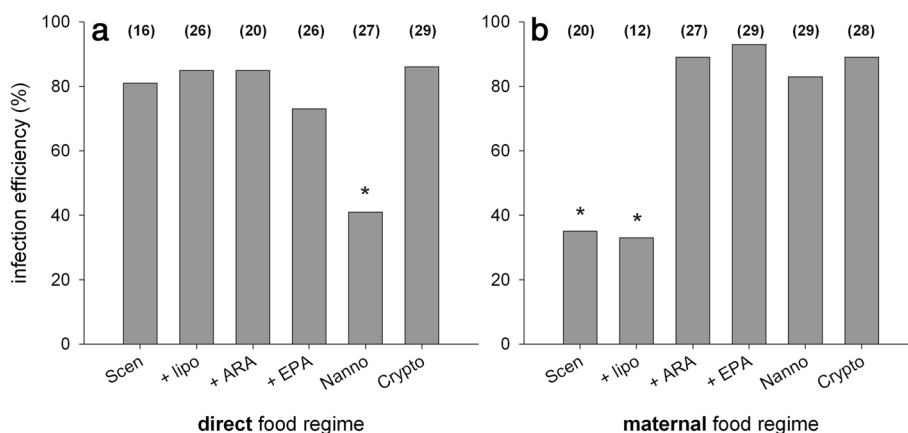 infection efficiency (%)
100
80
60
40
20
0
a
(16) (26) (20) (26) (27) (29)
*
Scen + lipo + ARA + EPA Nanno Crypto
direct food regime
100
80
60
40
20
0
b
(20) (12) (27) (29) (29) (28)
* *
Scen + lipo + ARA + EPA Nanno Crypto
maternal food regime